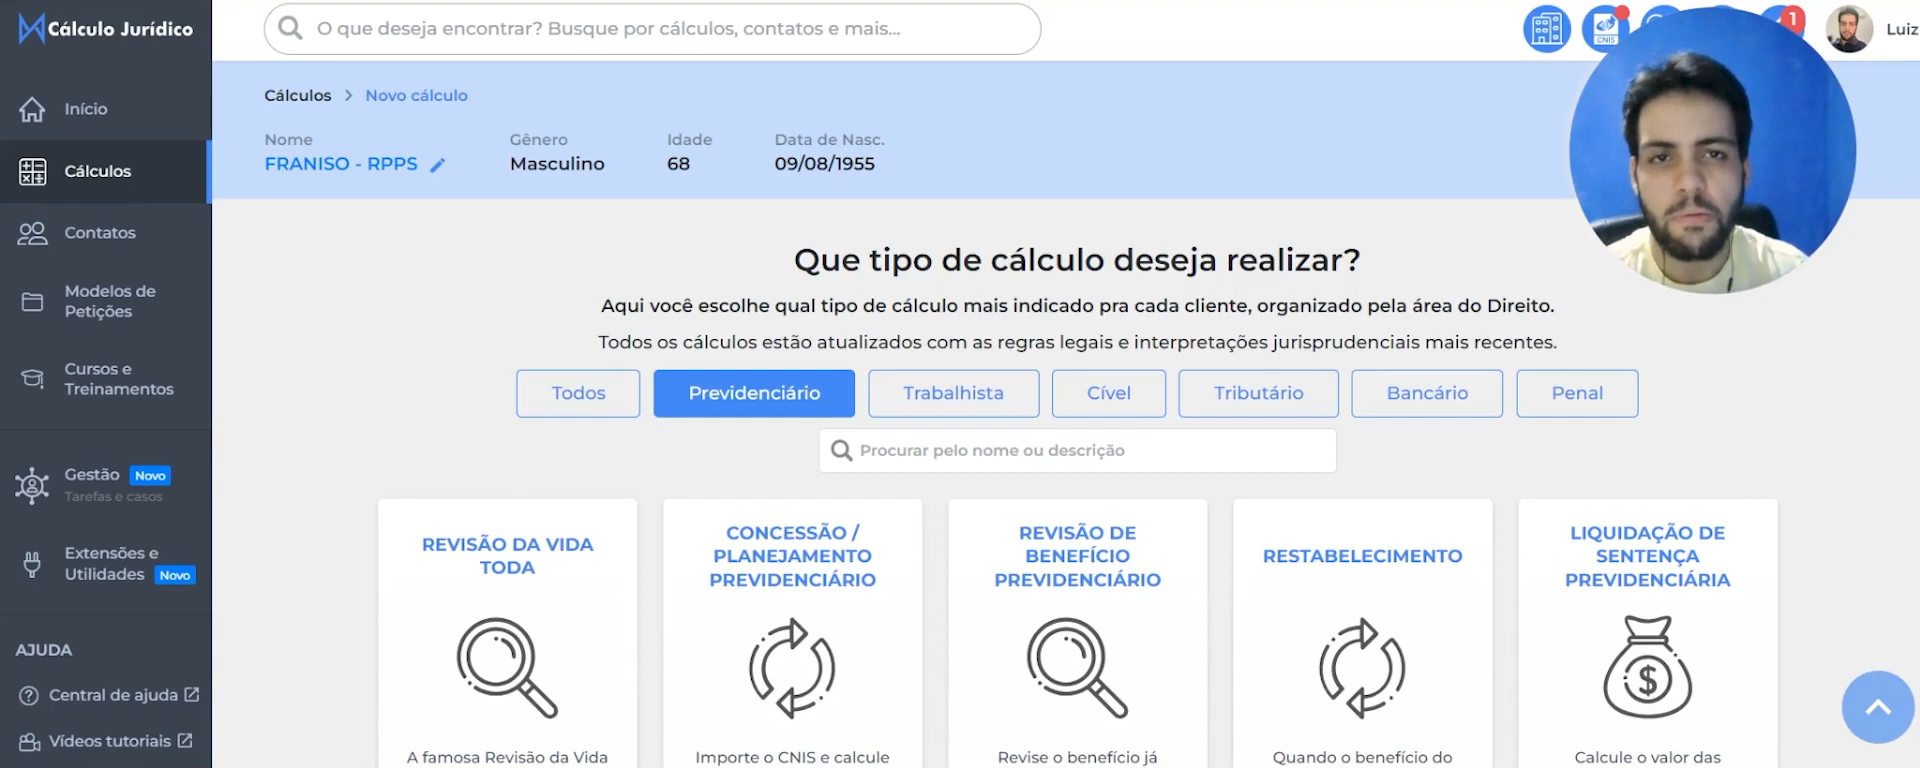 Cálculo Jurídico
O que deseja encontrar? Busque por cálculos, contatos e mais...
CNIS
1
Luiz
Início
Cálculos
Contatos
Modelos de
Petições
Cursos e
Treinamentos
Gestão Novo
Tarefas e casos
Extensões e
Utilidades Novo
AJUDA
Central de ajuda
Vídeos tutoriais
Cálculos > Novo cálculo
Nome Gênero Idade Data de Nasc.
FRANISO - RPPS Masculino 68 09/08/1955
Que tipo de cálculo deseja realizar?
Aqui você escolhe qual tipo de cálculo mais indicado pra cada cliente, organizado pela área do Direito.
Todos os cálculos estão atualizados com as regras legais e interpretações jurisprudenciais mais recentes.
Todos Previdenciário Trabalhista Cível Tributário Bancário Penal
Procurar pelo nome ou descrição
REVISÃO DA VIDA
TODA
A famosa Revisão da Vida
CONCESSÃO /
PLANEJAMENTO
PREVIDENCIÁRIO
Importe o CNIS e calcule
REVISÃO DE
BENEFÍCIO
PREVIDENCIÁRIO
Revise o benefício já
RESTABELECIMENTO
Quando o benefício do
LIQUIDAÇÃO DE
SENTENÇA
PREVIDENCIÁRIA
$
Calcule o valor das